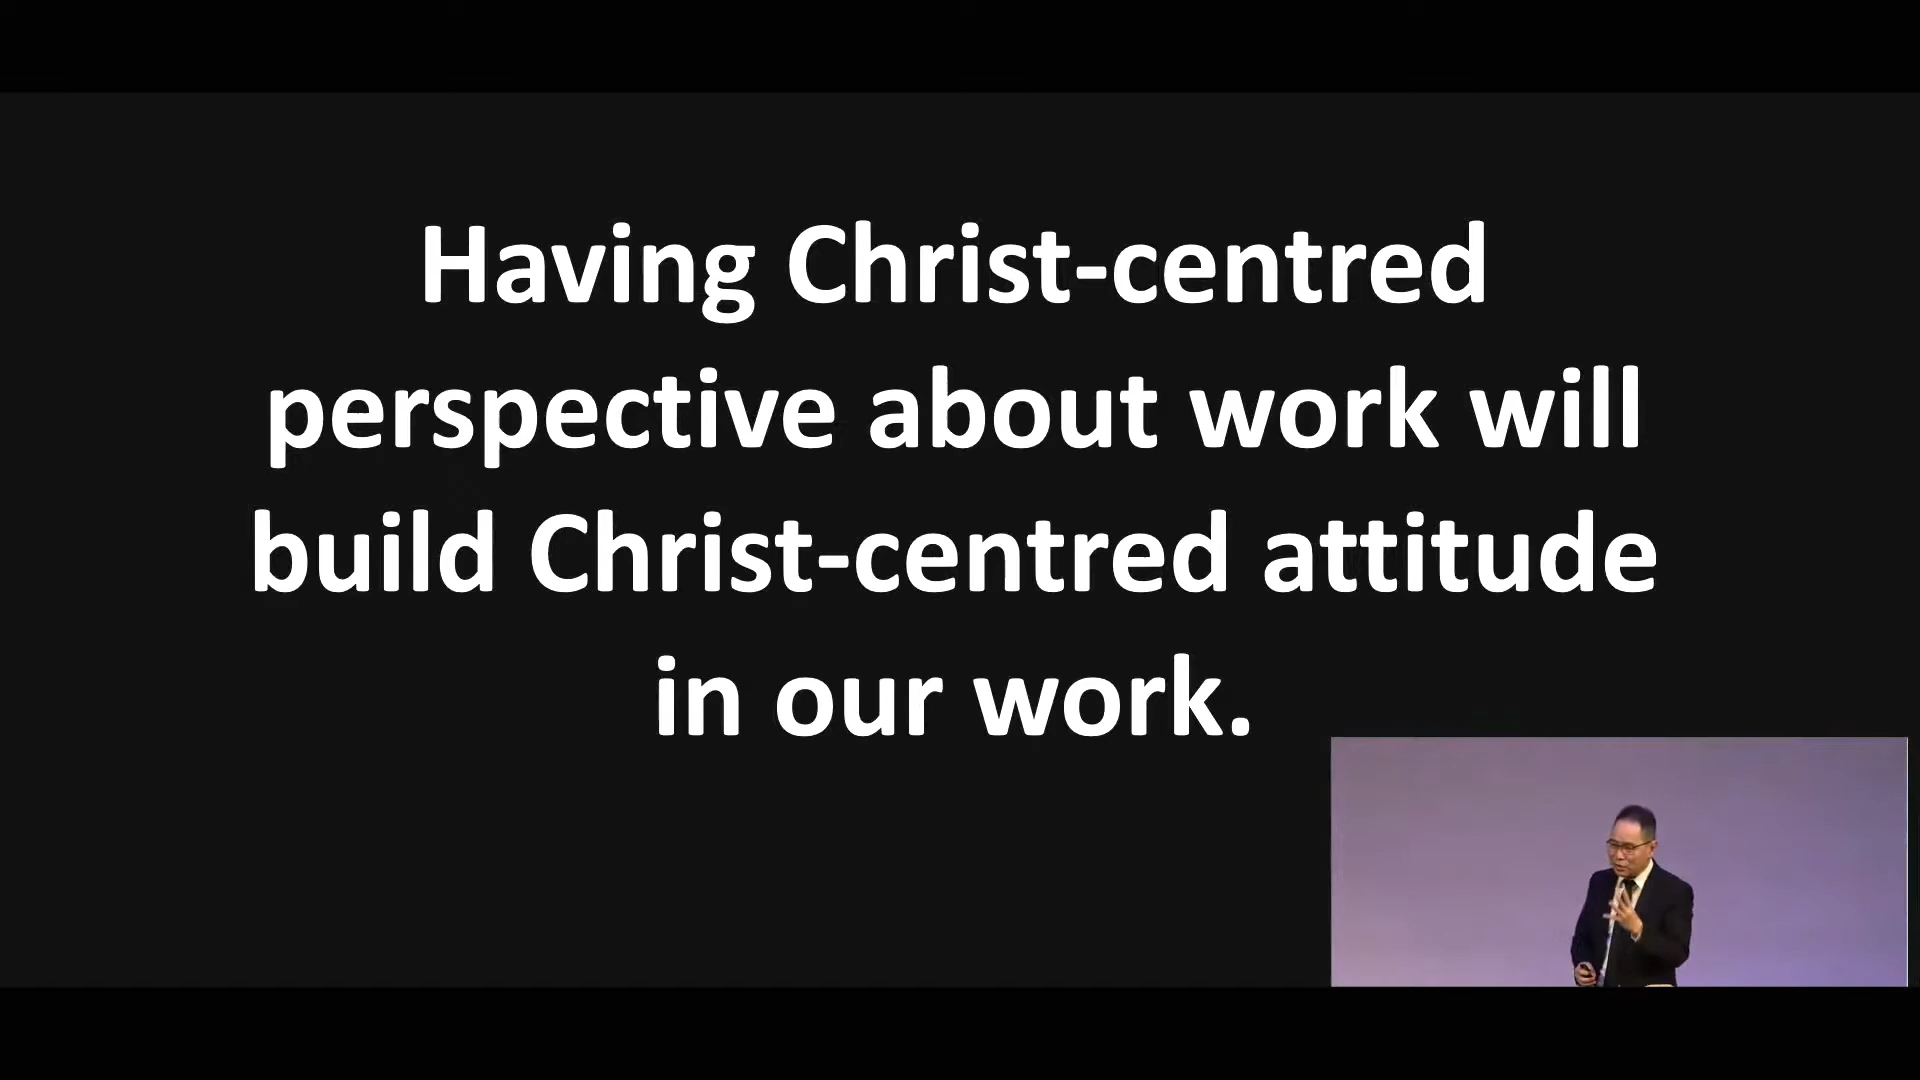 Having Christ-centred
perspective about work will
build Christ-centred attitude
in our work.